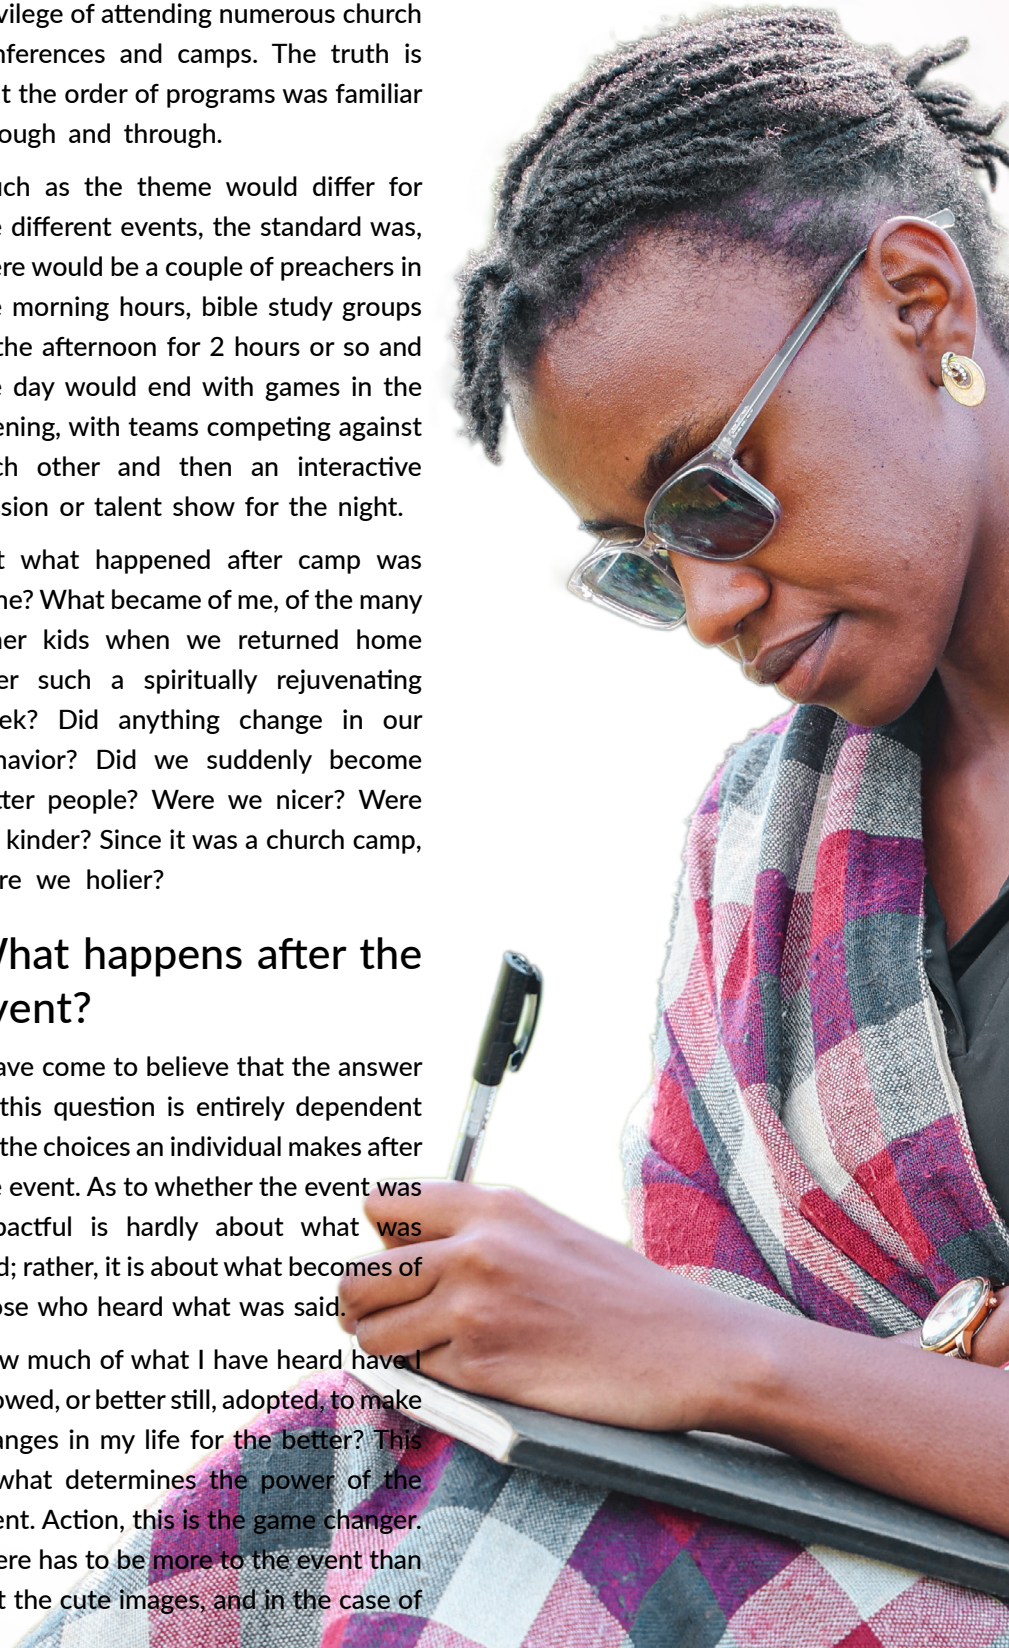 vilege of attending numerous church
nferences and camps. The truth is
t the order of programs was familiar
ough and through.
uch as the theme would differ for
e different events, the standard was,
ere would be a couple of preachers in
e morning hours, bible study groups
the afternoon for 2 hours or so and
e day would end with games in the
ening, with teams competing against
ch other and then an interactive
sion or talent show for the night.
t what happened after camp was
ne? What became of me, of the many
her kids when we returned home
er such a spiritually rejuvenating
ek? Did anything change in our
havior? Did we suddenly become
tter people? Were we nicer? Were
kinder? Since it was a church camp,
re we holier?
What happens after the
vent?
ave come to believe that the answer
this question is entirely dependent
the choices an individual makes after
e event. As to whether the event was
pactful is hardly about what was
d; rather, it is about what becomes of
ose who heard what was said.
w much of what I have heard have I
owed, or better still, adopted, to make
anges in my life for the better? This
what determines the power of the
ent. Action, this is the game changer.
ere has to be more to the event than
t the cute images, and in the case of